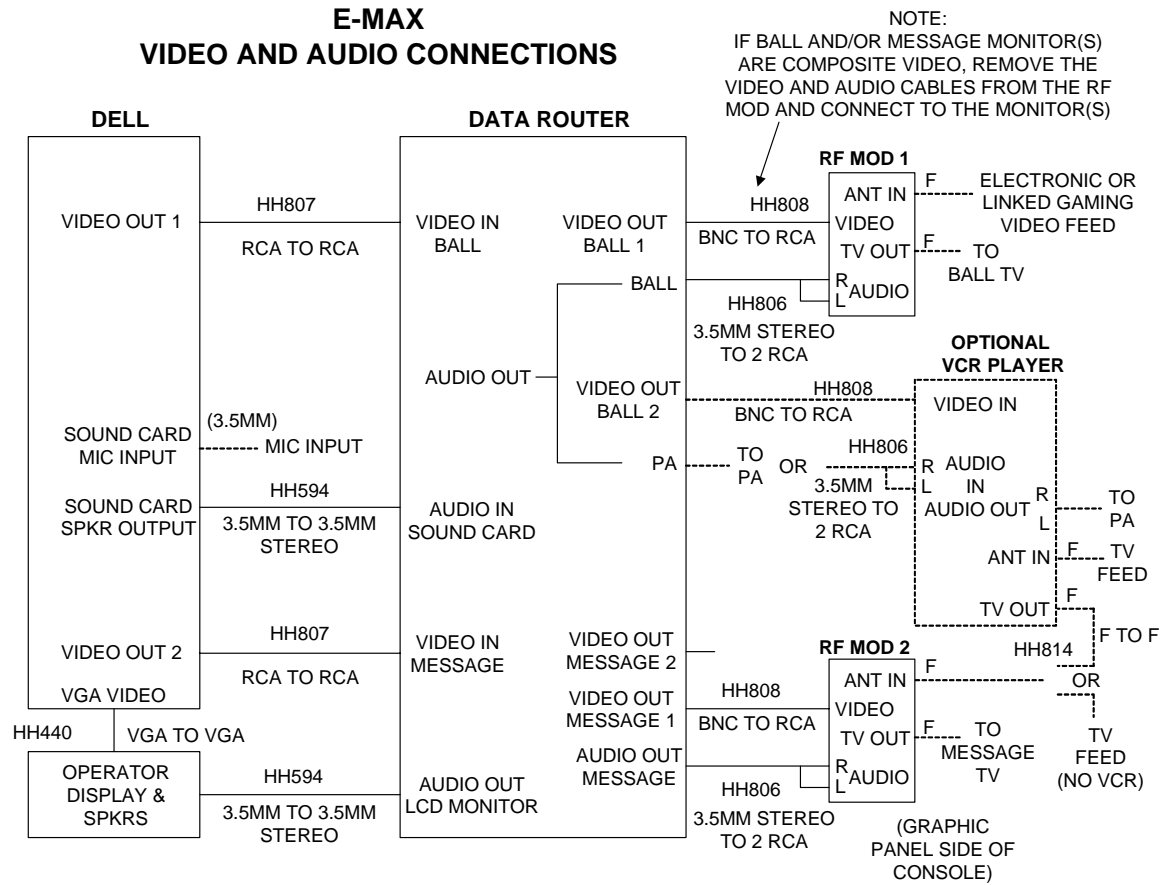 E-MAX
VIDEO AND AUDIO CONNECTIONS
NOTE:
IF BALL AND/OR MESSAGE MONITOR(S)
ARE COMPOSITE VIDEO, REMOVE THE
VIDEO AND AUDIO CABLES FROM THE RF
MOD AND CONNECT TO THE MONITOR(S)
DELL
VIDEO OUT 1
SOUND CARD
MIC INPUT
SOUND CARD
SPKR OUTPUT
VIDEO OUT 2
VGA VIDEO
HH440
VGA TO VGA
OPERATOR
DISPLAY &
SPKRS
HH807
RCA TO RCA
(3.5MM)
MIC INPUT
HH594
3.5MM TO 3.5MM
STEREO
HH807
RCA TO RCA
HH594
3.5MM TO 3.5MM
STEREO
DATA ROUTER
VIDEO IN
BALL
AUDIO OUT
AUDIO IN
SOUND CARD
VIDEO IN
MESSAGE
AUDIO OUT
LCD MONITOR
VIDEO OUT
BALL 1
BALL
VIDEO OUT
BALL 2
PA
VIDEO OUT
MESSAGE 2
VIDEO OUT
MESSAGE 1
AUDIO OUT
MESSAGE
HH808
BNC TO RCA
HH806
3.5MM STEREO
TO 2 RCA
RF MOD 1
ANT IN
VIDEO
TV OUT
R
L
AUDIO
F
ELECTRONIC OR
LINKED GAMING
VIDEO FEED
F
TO
BALL TV
OPTIONAL
VCR PLAYER
HH808
BNC TO RCA
VIDEO IN
TO
PA
OR
HH806
3.5MM
STEREO TO
2 RCA
R
L
AUDIO
IN
AUDIO OUT
R
L
TO
PA
ANT IN
F
TV
FEED
TV OUT
F
F TO F
HH814
OR
TV
FEED
(NO VCR)
RF MOD 2
HH808
BNC TO RCA
HH806
3.5MM STEREO
TO 2 RCA
ANT IN
VIDEO
TV OUT
R
L
AUDIO
F
F
TO
MESSAGE
TV
(GRAPHIC
PANEL SIDE OF
CONSOLE)